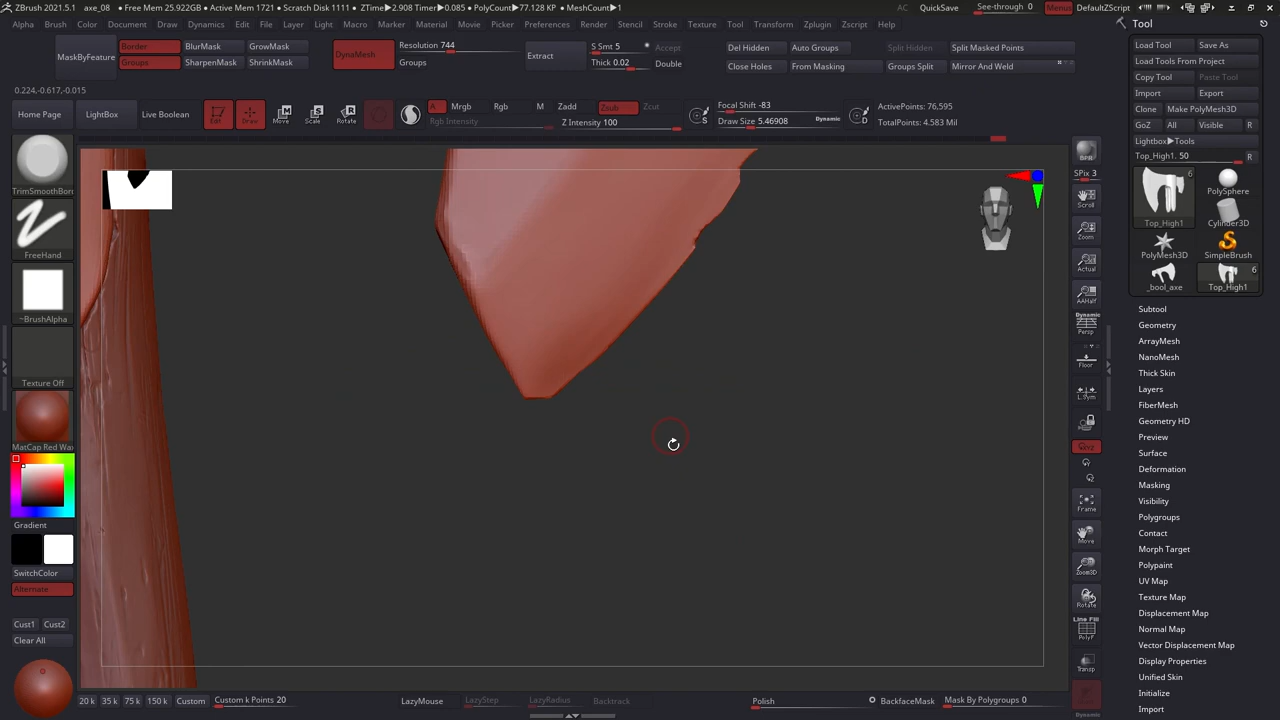 ZBrush 2021.5.1 axe_08 • Free Mem 25.922GB • Active Mem 1721 • Scratch Disk 1111 • ZTime▶2.908 Timer▶0.085 • PolyCount▶77.128 KP • MeshCount▶1 AC QuickSave See-through 0 Menus DefaultZScript
Alpha Brush Color Document Draw Dynamics Edit File Layer Light Macro Marker Material Movie Picker Preferences Render Stencil Stroke Texture Tool Transform Zplugin Zscript Help
Tool
MaskByFeature
Border BlurMask GrowMask
Groups SharpenMask ShrinkMask
DynaMesh
Resolution 744
Groups
Extract
S Smt 5 Accept
Thick 0.02 Double
Del Hidden Auto Groups Split Hidden Split Masked Points
Close Holes From Masking Groups Split Mirror And Weld
0.224,-0.617,-0.015
Home Page LightBox Live Boolean Edit Draw Move Scale Rotate
A Mrgb Rgb M Zadd Zsub Zcut
Rgb Intensity Z Intensity 100
S
Focal Shift -83
Draw Size 5.46908 Dynamic
D
ActivePoints: 76,595
TotalPoints: 4.583 Mil
Load Tool Save As
Load Tools From Project
Copy Tool Paste Tool
Import Export
Clone Make PolyMesh3D
GoZ All Visible R
Lightbox▶Tools
Top_High1. 50 R
6
Top_High1
PolySphere
Cylinder3D
PolyMesh3D
SimpleBrush
_bool_axe
6
Top_High1
Subtool
Geometry
ArrayMesh
NanoMesh
Thick Skin
Layers
FiberMesh
Geometry HD
Preview
Surface
Deformation
Masking
Visibility
Polygroups
Contact
Morph Target
Polypaint
UV Map
Texture Map
Displacement Map
Normal Map
Vector Displacement Map
Display Properties
Unified Skin
Initialize
Import
TrimSmoothBor
FreeHand
~BrushAlpha
Texture Off
MatCap Red Wa
Gradient
SwitchColor
Alternate
Cust1 Cust2
Clear All
BPR
SPix 3
Scroll
Zoom
Actual
AAHalf
Dynamic
Persp
Floor
L.Sym
Frame
Move
Zoom3D
Rotate
Line Fill
PolyF
Transp
Dynamic
20 k 35 k 75 k 150 k Custom Custom k Points 20 LazyMouse LazyStep LazyRadius Backtrack Polish BackfaceMask Mask By Polygroups 0